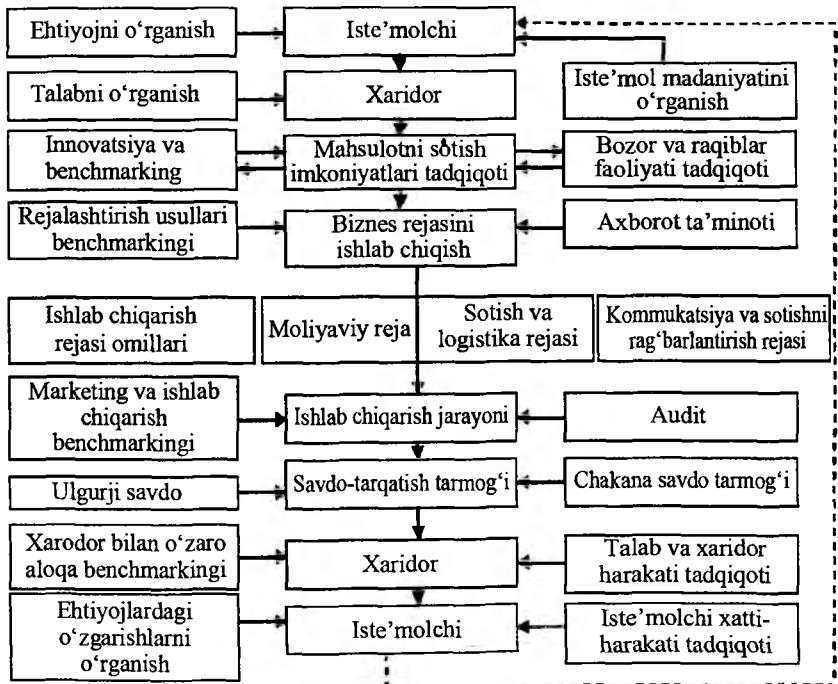 Ehtiyojni o‘rganish
Iste’molchi
Iste’mol madaniyatini
o‘rganish
Talabni o‘rganish
Xaridor
Innovatsiya va
benchmarking
Mahsulotni sotish
imkoniyatlari tadqiqoti
Bozor va raqiblar
faoliyati tadqiqoti
Rejalashtirish usullari
benchmarkingi
Biznes rejasini
ishlab chiqish
Axborot ta’minoti
Ishlab chiqarish
rejasi omillari
Moliyaviy reja
Sotish va
logistika rejasi
Kommukatsiya va sotishni
rag‘barlantirish rejasi
Marketing va ishlab
chiqarish
benchmarkingi
Ishlab chiqarish jarayoni
Audit
Ulgurji savdo
Savdo-tarqatish tarmog‘i
Chakana savdo tarmog‘i
Xarodor bilan o‘zaro
aloqa benchmarkingi
Xaridor
Talab va xaridor
harakati tadqiqoti
Ehtiyojlardagi
o‘zgarishlarni
o‘rganish
Iste’molchi
Iste’molchi xatti-
harakati tadqiqoti